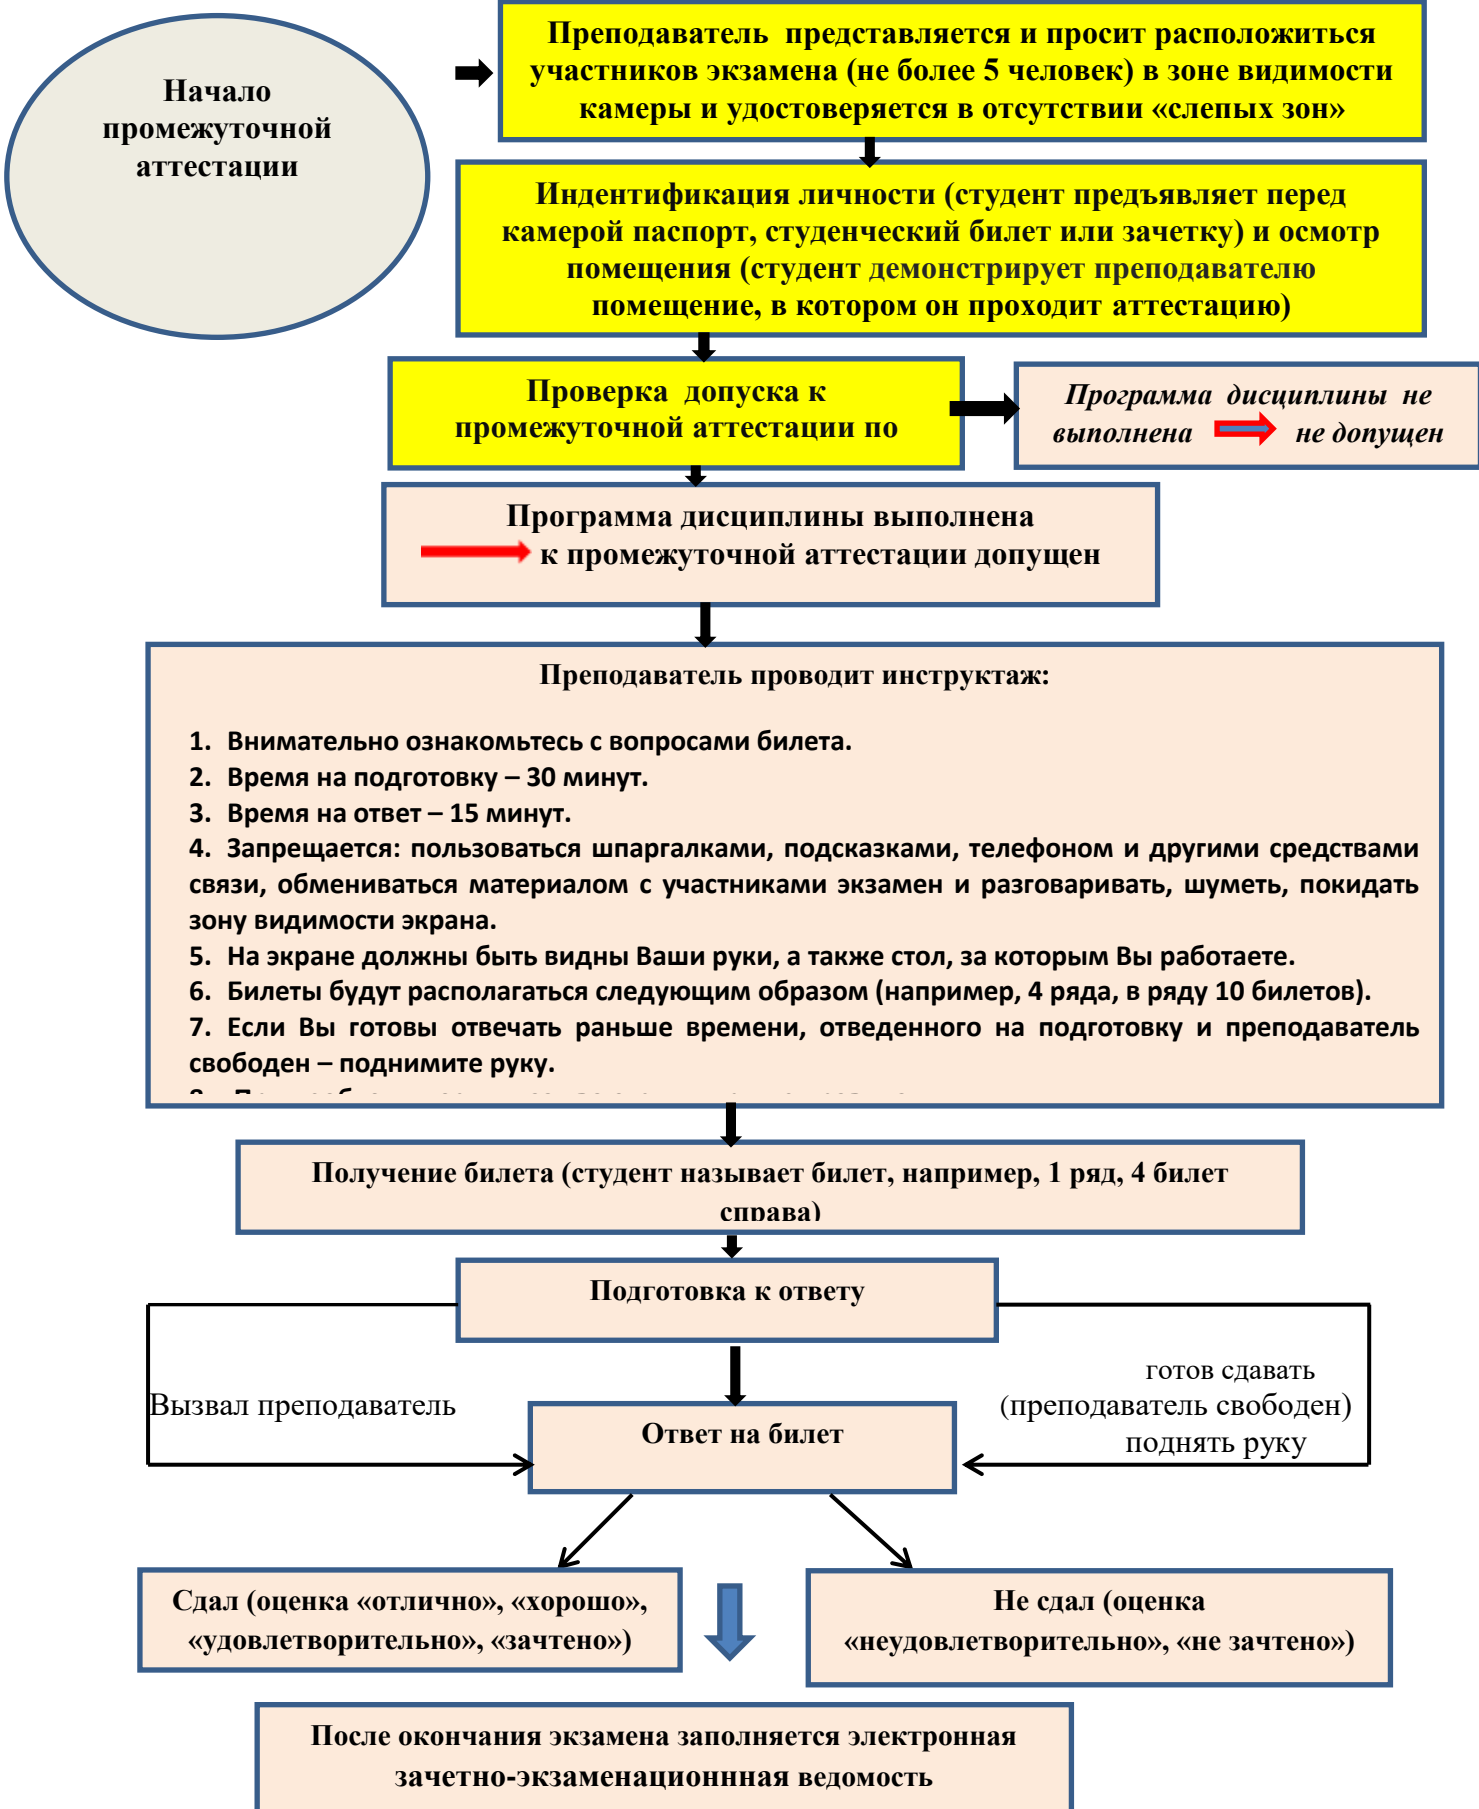 Начало
промежуточной
аттестации
Преподаватель представляется и просит расположиться
участников экзамена (не более 5 человек) в зоне видимости
камеры и удостоверяется в отсутствии «слепых зон»
Индентификация личности (студент предъявляет перед
камерой паспорт, студенческий билет или зачетку) и осмотр
помещения (студент демонстрирует преподавателю
помещение, в котором он проходит аттестацию)
Проверка допуска к
промежуточной аттестации по
Программа дисциплины не
выполнена не допущен
Программа дисциплины выполнена
к промежуточной аттестации допущен
Преподаватель проводит инструктаж:
1. Внимательно ознакомьтесь с вопросами билета.
2. Время на подготовку – 30 минут.
3. Время на ответ – 15 минут.
4. Запрещается: пользоваться шпаргалками, подсказками, телефоном и другими средствами
связи, обмениваться материалом с участниками экзамен и разговаривать, шуметь, покидать
зону видимости экрана.
5. На экране должны быть видны Ваши руки, а также стол, за которым Вы работаете.
6. Билеты будут располагаться следующим образом (например, 4 ряда, в ряду 10 билетов).
7. Если Вы готовы отвечать раньше времени, отведенного на подготовку и преподаватель
свободен – поднимите руку.
Получение билета (студент называет билет, например, 1 ряд, 4 билет
справа)
Подготовка к ответу
Вызвал преподаватель
готов сдавать
(преподаватель свободен)
поднять руку
Ответ на билет
Сдал (оценка «отлично», «хорошо»,
«удовлетворительно», «зачтено»)
Не сдал (оценка
«неудовлетворительно», «не зачтено»)
После окончания экзамена заполняется электронная
зачетно-экзаменационнная ведомость